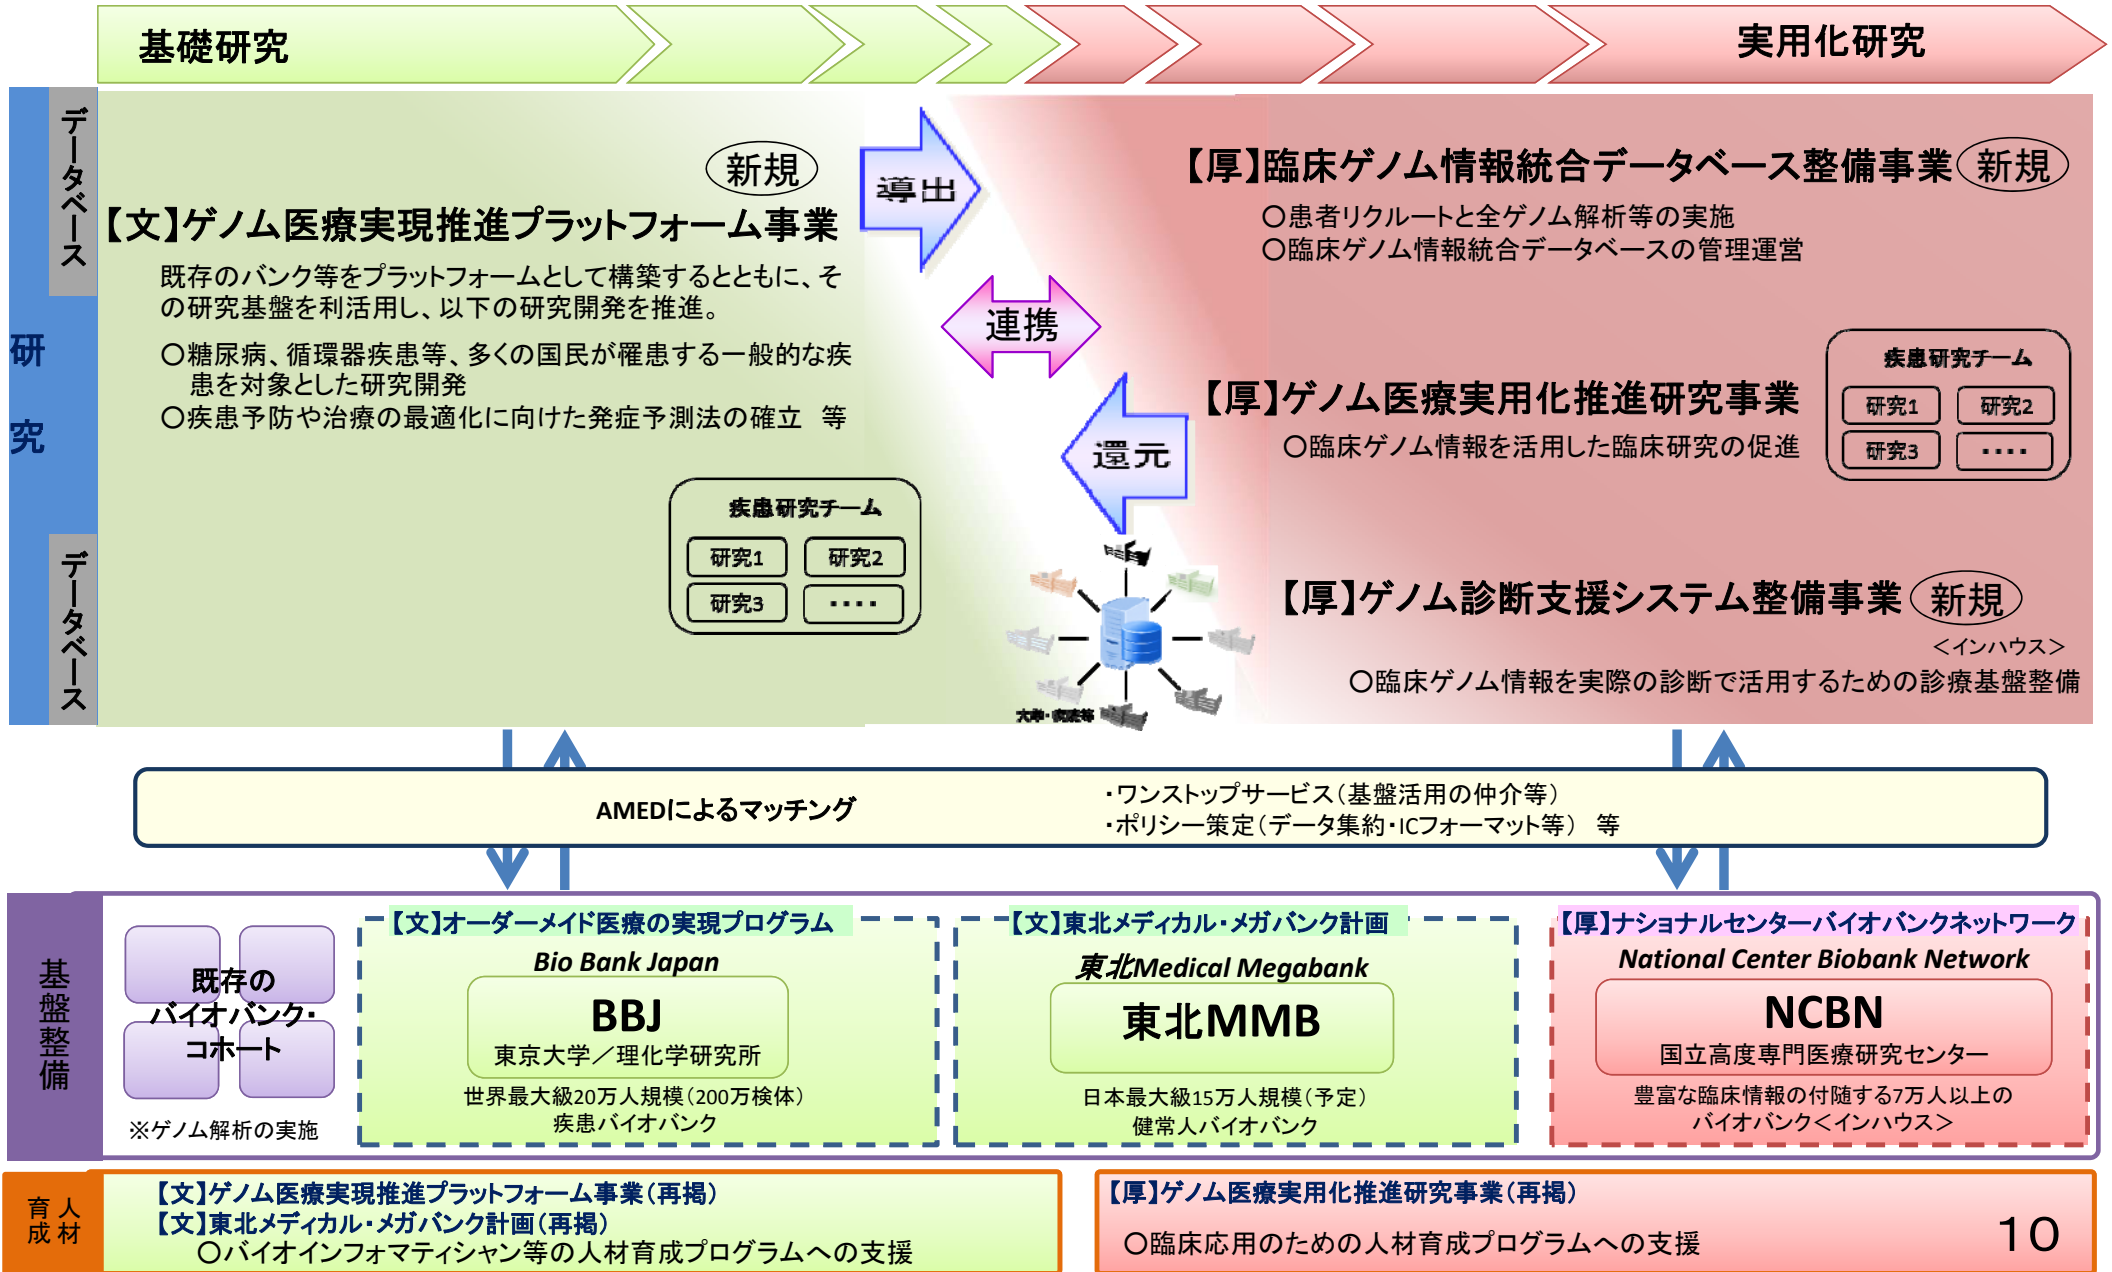 基礎研究
実用化研究
データベース
研究
データベース
新規
【文】ゲノム医療実現推進プラットフォーム事業
既存のバンク等をプラットフォームとして構築するとともに、そ
の研究基盤を利活用し、以下の研究開発を推進。
○糖尿病、循環器疾患等、多くの国民が罹患する一般的な疾
患を対象とした研究開発
○疾患予防や治療の最適化に向けた発症予測法の確立　等
疾患研究チーム
研究1
研究2
研究3
････
導出
連携
還元
大学・病院等
【厚】臨床ゲノム情報統合データベース整備事業
新規
○患者リクルートと全ゲノム解析等の実施
○臨床ゲノム情報統合データベースの管理運営
【厚】ゲノム医療実用化推進研究事業
○臨床ゲノム情報を活用した臨床研究の促進
疾患研究チーム
研究1
研究2
研究3
････
【厚】ゲノム診断支援システム整備事業
新規
＜インハウス＞
○臨床ゲノム情報を実際の診断で活用するための診療基盤整備
AMEDによるマッチング
・ワンストップサービス（基盤活用の仲介等）
・ポリシー策定（データ集約・ICフォーマット等）　等
基盤整備
既存の
バイオバンク・
コホート
※ゲノム解析の実施
【文】オーダーメイド医療の実現プログラム
Bio Bank Japan
BBJ
東京大学／理化学研究所
世界最大級20万人規模（200万検体）
疾患バイオバンク
【文】東北メディカル・メガバンク計画
東北Medical Megabank
東北MMB
日本最大級15万人規模（予定）
健常人バイオバンク
【厚】ナショナルセンターバイオバンクネットワーク
National Center Biobank Network
NCBN
国立高度専門医療研究センター
豊富な臨床情報の付随する7万人以上の
バイオバンク＜インハウス＞
人材育成
【文】ゲノム医療実現推進プラットフォーム事業（再掲）
【文】東北メディカル・メガバンク計画（再掲）
○バイオインフォマティシャン等の人材育成プログラムへの支援
【厚】ゲノム医療実用化推進研究事業（再掲）
○臨床応用のための人材育成プログラムへの支援
10